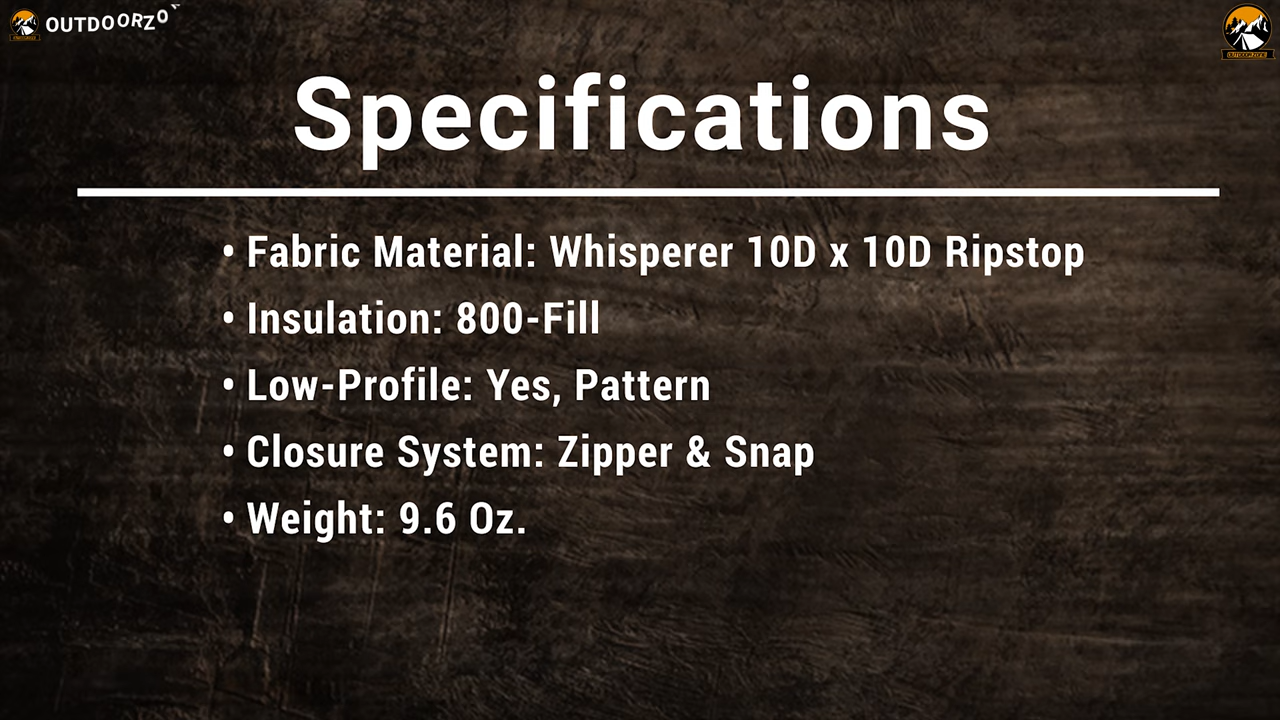 OUTDOORZO
Specifications
• Fabric Material: Whisperer 10D x 10D Ripstop
• Insulation: 800-Fill
• Low-Profile: Yes, Pattern
• Closure System: Zipper & Snap
• Weight: 9.6 Oz.